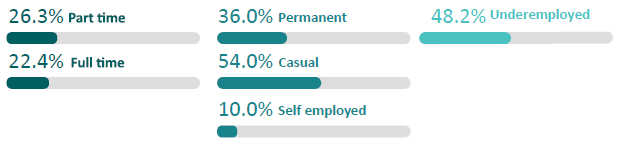 26.3% Part time
22.4% Full time
36.0% Permanent
54.0% Casual
10.0% Self employed
48.2% Underemployed